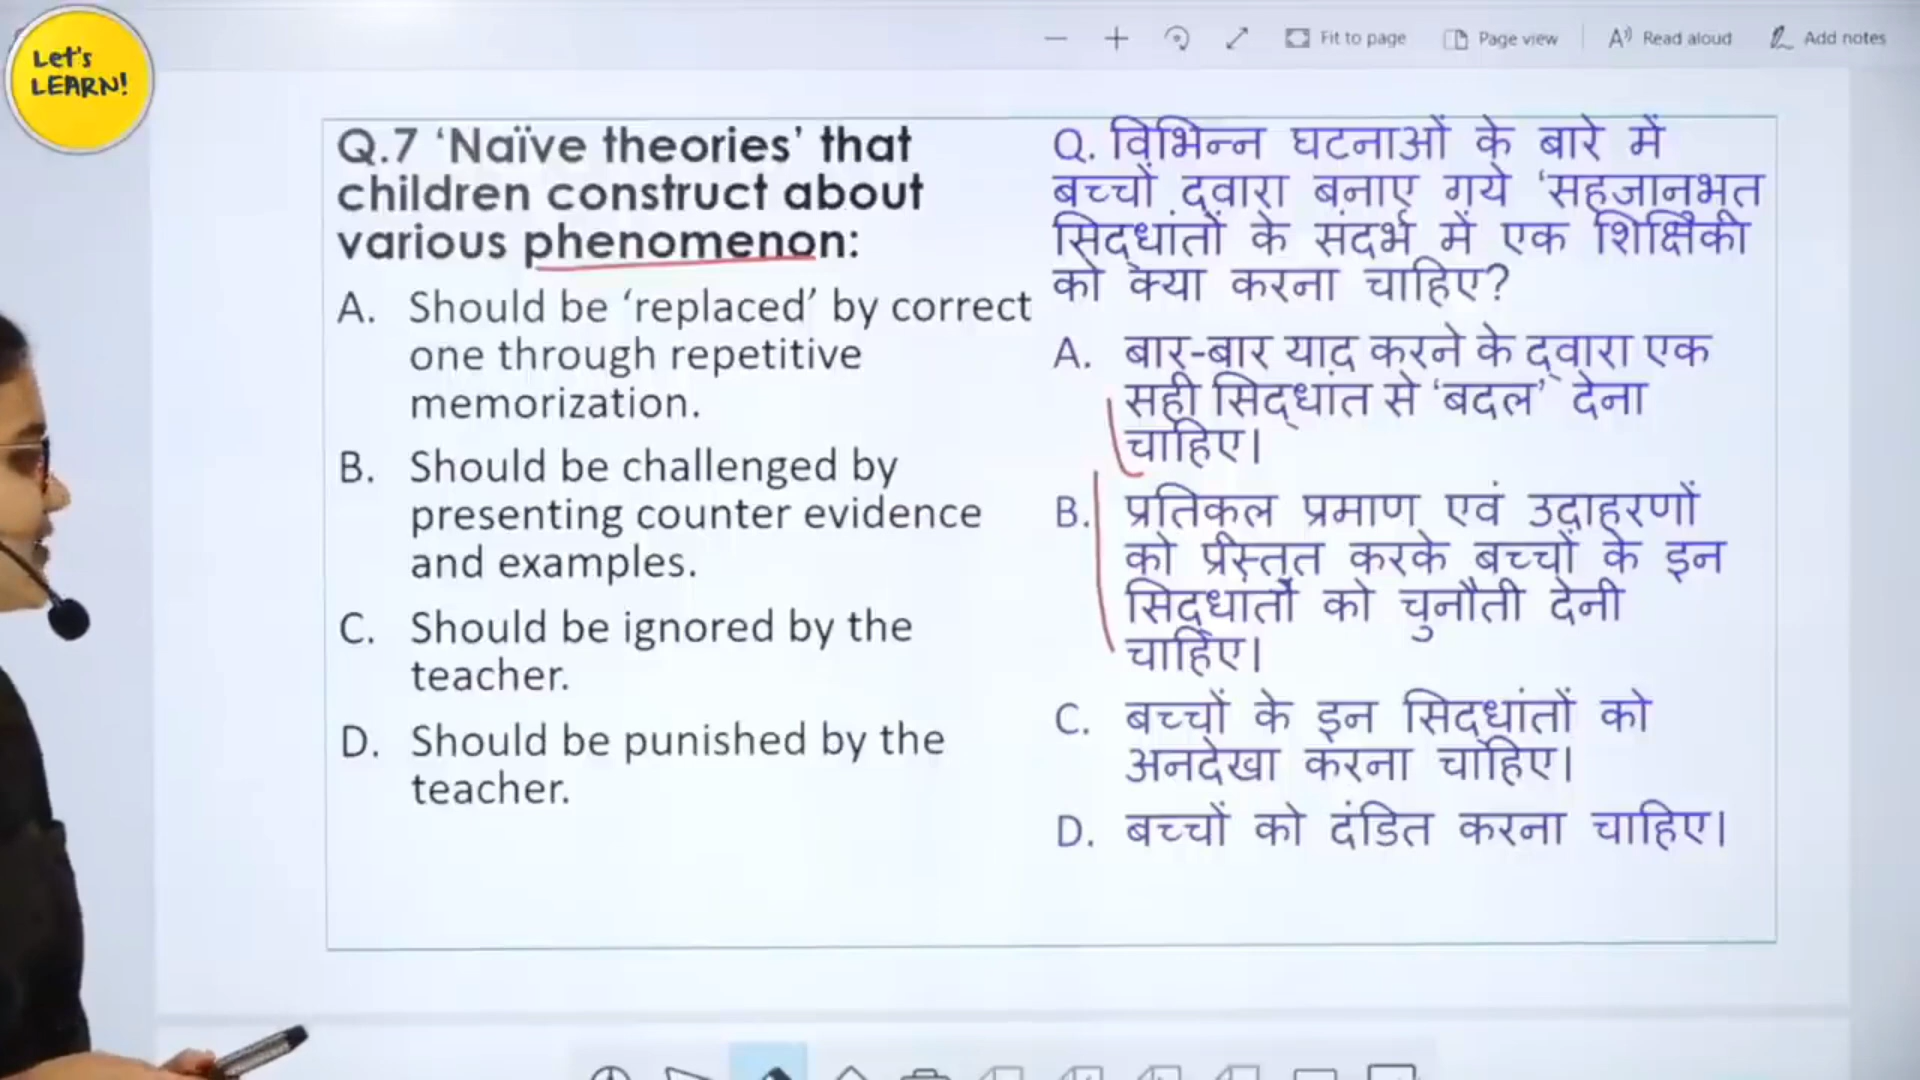 Let's
LEARN!
Fit to page
Page view
Read aloud
Add notes
Q.7 ‘Naïve theories’ that
children construct about
various phenomenon:
A. Should be ‘replaced’ by correct
one through repetitive
memorization.
B. Should be challenged by
presenting counter evidence
and examples.
C. Should be ignored by the
teacher.
D. Should be punished by the
teacher.
Q. विभिन्न घटनाओं के बारे में
बच्चों द्वारा बनाए गये ‘सहजानुभूत
सिद्धांतों के संदर्भ में एक शिक्षिकी
को क्या करना चाहिए?
A. बार-बार याद करने के द्वारा एक
सही सिद्धांत से ‘बदल’ देना
चाहिए।
B. प्रतिकूल प्रमाण एवं उदाहरणों
को प्रस्तुत करके बच्चों के इन
सिद्धांतों को चुनौती देनी
चाहिए।
C. बच्चों के इन सिद्धांतों को
अनदेखा करना चाहिए।
D. बच्चों को दंडित करना चाहिए।